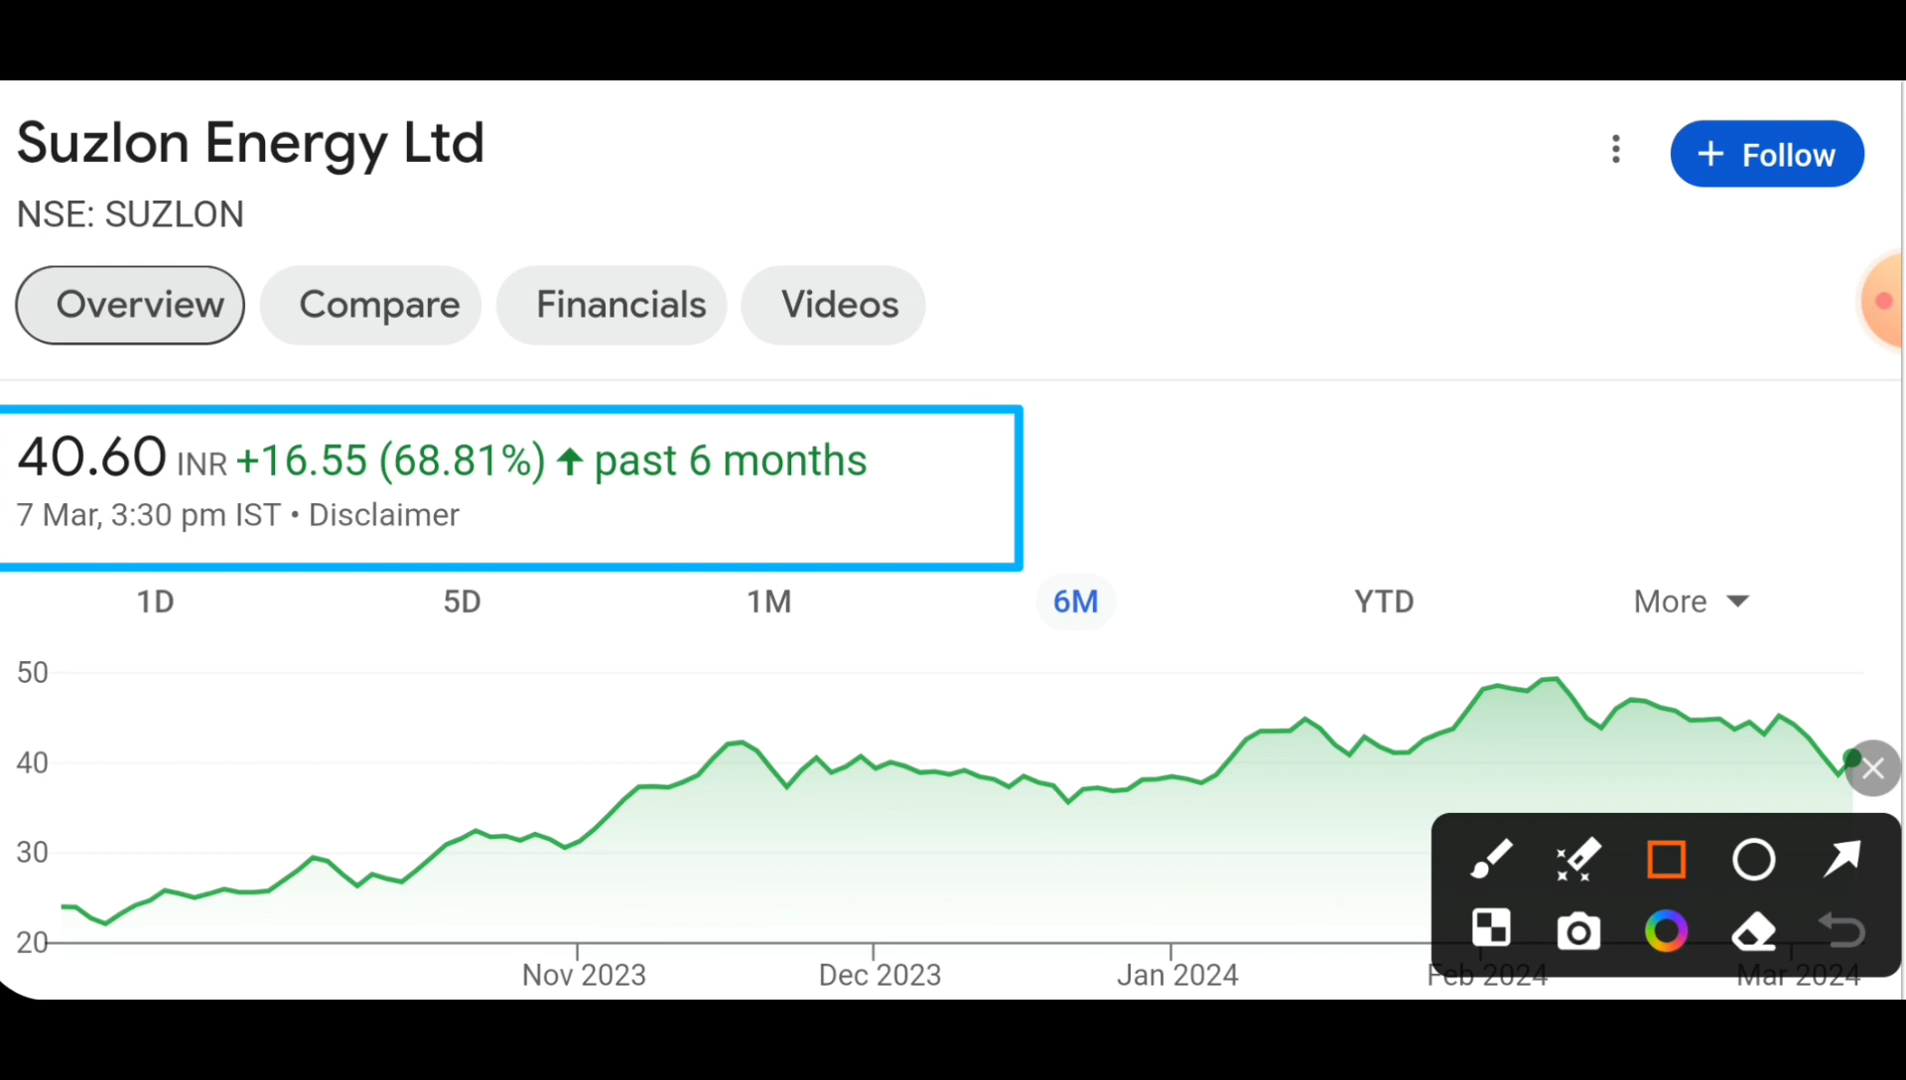 Suzlon Energy Ltd
+ Follow
NSE: SUZLON
Overview Compare Financials Videos
40.60 INR +16.55 (68.81%) ↑ past 6 months
7 Mar, 3:30 pm IST • Disclaimer
1D 5D 1M 6M YTD More
50
40
30
20
Nov 2023 Dec 2023 Jan 2024 Feb 2024 Mar 2024